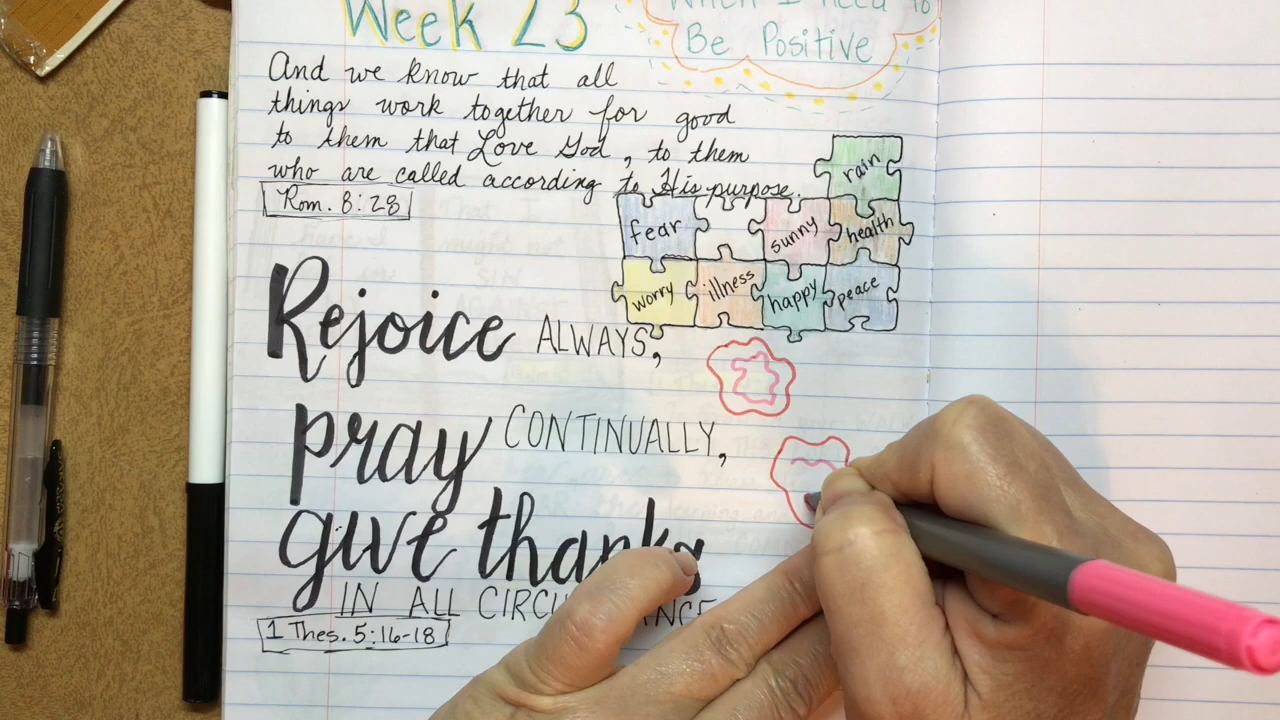 Week 23
When I need to
Be Positive
And we know that all
things work together for good
to them that Love God, to them
who are called according to His purpose.
Rom. 8:28
rain
fear sunny health
worry illness happy peace
Rejoice ALWAYS,
pray CONTINUALLY,
give thanks
IN ALL
1 Thes. 5:16-18